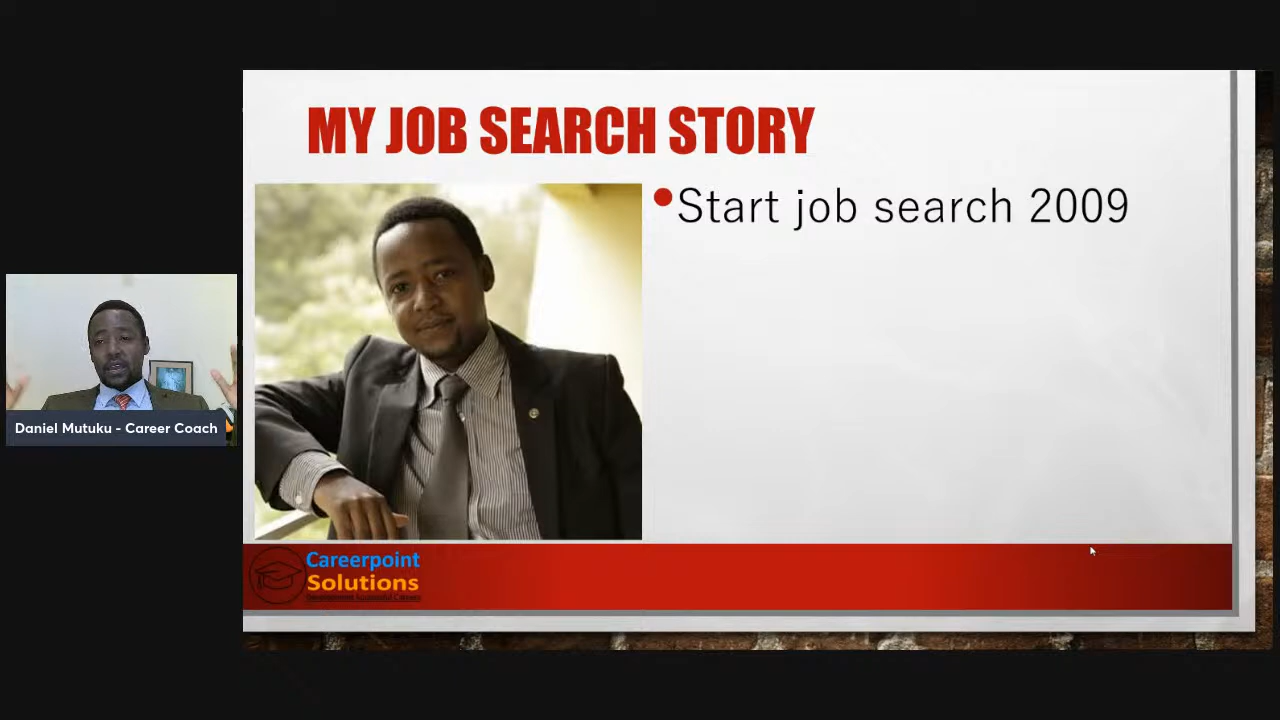 MY JOB SEARCH STORY
Start job search 2009
Daniel Mutuku - Career Coach
Careerpoint
Solutions